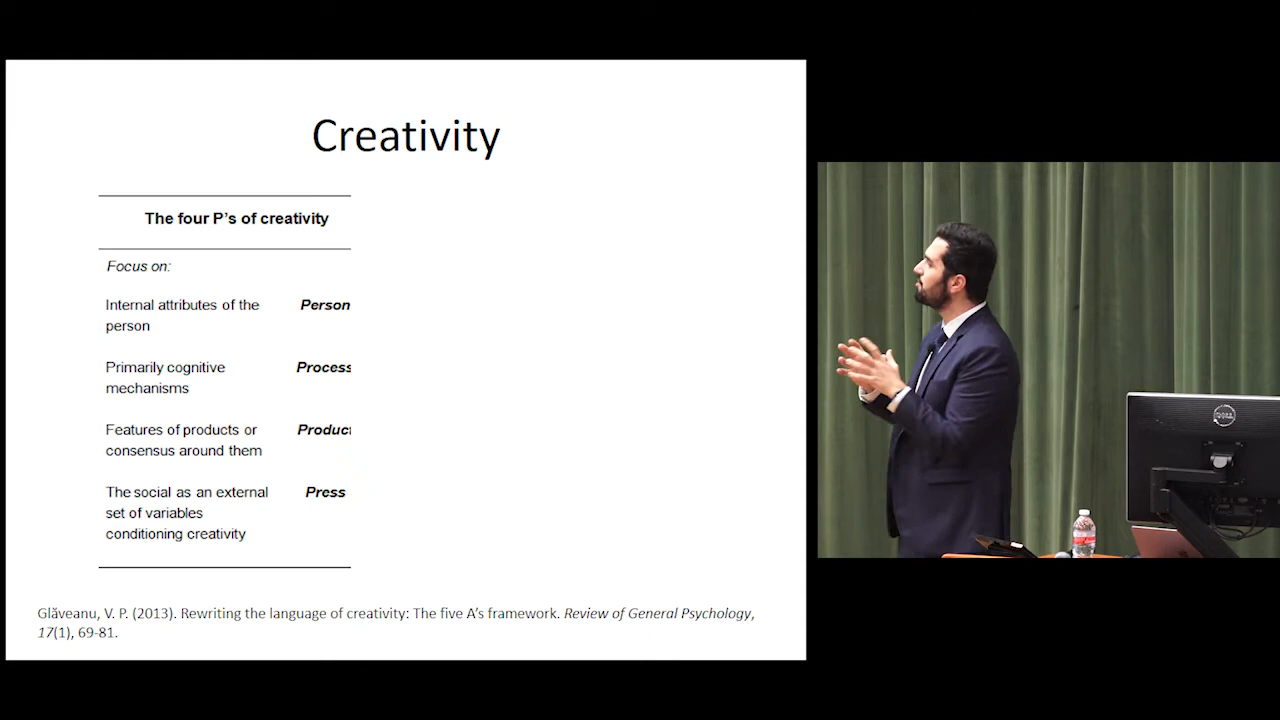 Creativity
The four P's of creativity
Focus on:
Internal attributes of the Person
person
Primarily cognitive Process
mechanisms
Features of products or Product
consensus around them
The social as an external Press
set of variables
conditioning creativity
Glăveanu, V. P. (2013). Rewriting the language of creativity: The five A's framework. Review of General Psychology,
17(1), 69-81.
DELL